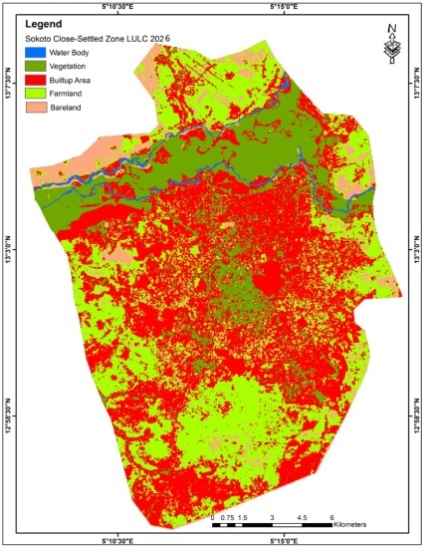 5°10'30"E 5°15'0"E
Legend
Sokoto Close-Settled Zone LULC 2026
Water Body
Vegetation
Builtup Area
Farmland
Bareland
N
13°7'30"N 13°7'30"N
13°3'0"N 13°3'0"N
12°58'30"N 12°58'30"N
0 0.75 1.5 3 4.5 6
Kilometers
5°10'30"E 5°15'0"E